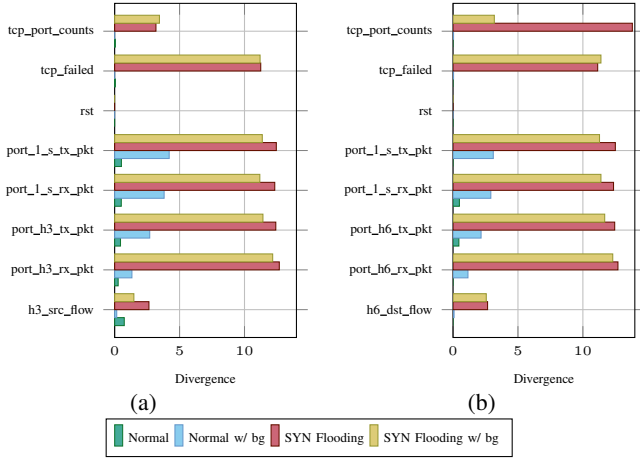 tcp_port_counts
tcp_failed
rst
port_1_s_tx_pkt
port_1_s_rx_pkt
port_h3_tx_pkt
port_h3_rx_pkt
h3_src_flow
0 5 10
Divergence
(a)
tcp_port_counts
tcp_failed
rst
port_1_s_tx_pkt
port_1_s_rx_pkt
port_h6_tx_pkt
port_h6_rx_pkt
h6_dst_flow
0 5 10
Divergence
(b)
Normal Normal w/ bg SYN Flooding SYN Flooding w/ bg